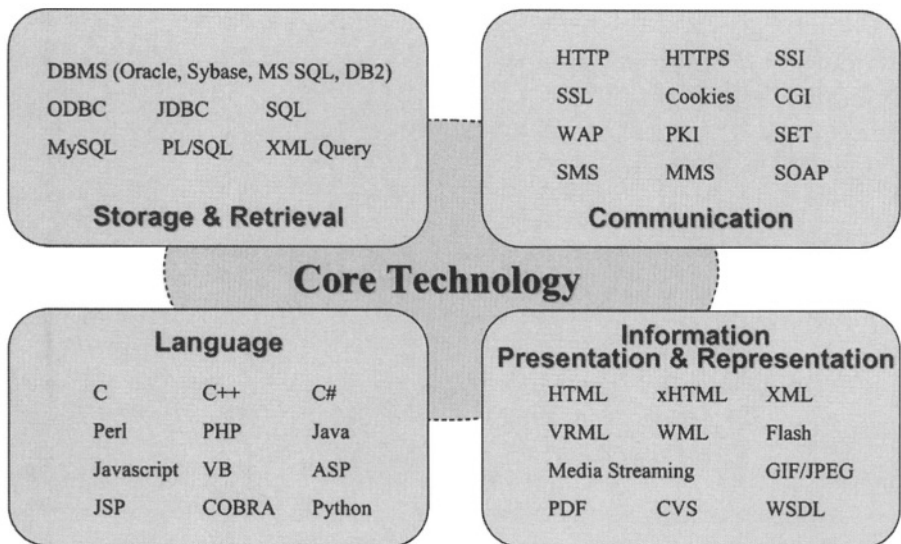 DBMS (Oracle, Sybase, MS SQL, DB2)
ODBC JDBC SQL
MySQL PL/SQL XML Query
Storage & Retrieval
HTTP HTTPS SSI
SSL Cookies CGI
WAP PKI SET
SMS MMS SOAP
Communication
Core Technology
Language
C C++ C#
Perl PHP Java
Javascript VB ASP
JSP COBRA Python
Information
Presentation & Representation
HTML xHTML XML
VRML WML Flash
Media Streaming GIF/JPEG
PDF CVS WSDL